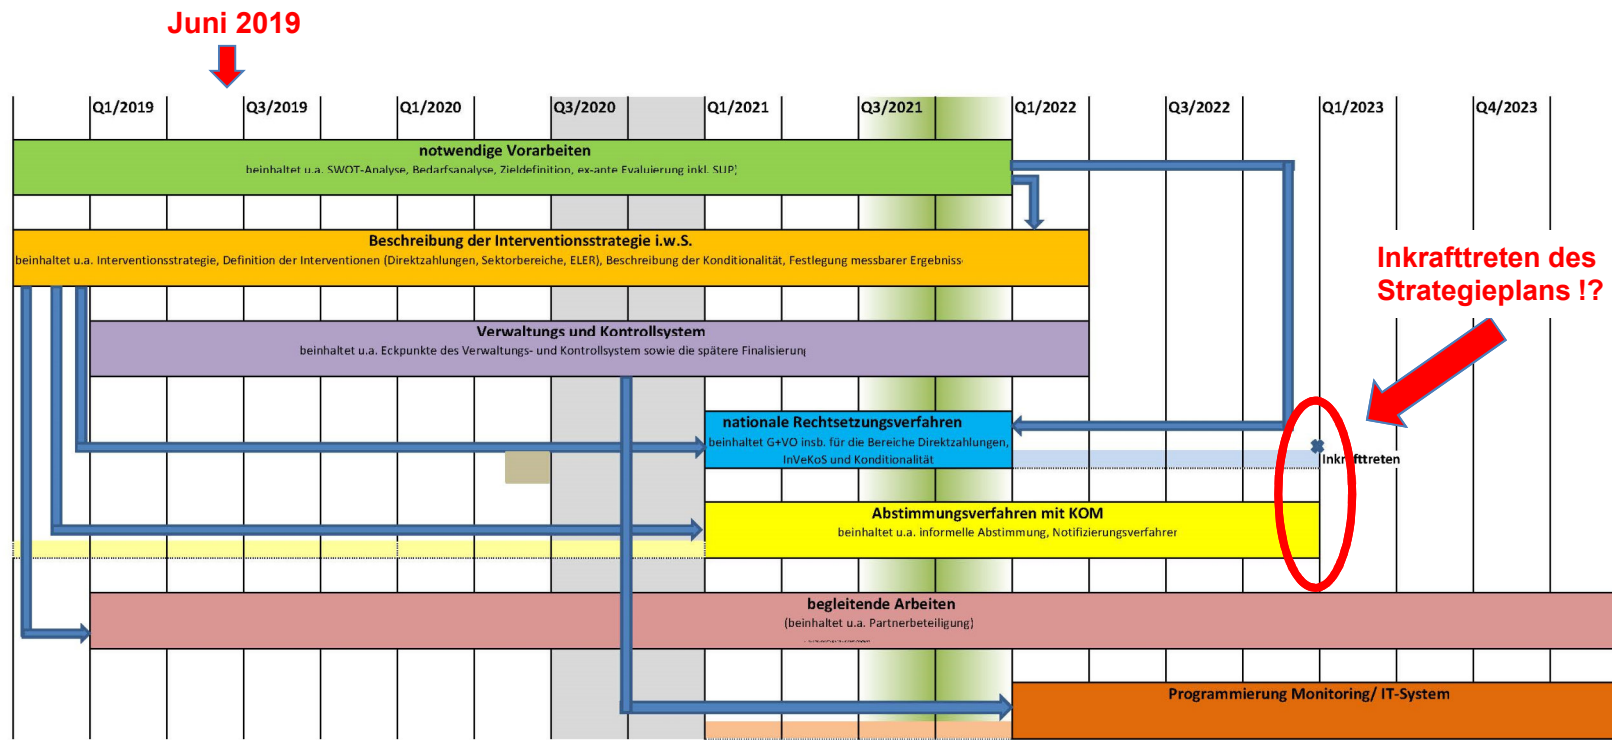 Juni 2019
Q1/2019 Q3/2019 Q1/2020 Q3/2020 Q1/2021 Q3/2021 Q1/2022 Q3/2022 Q1/2023 Q4/2023
notwendige Vorarbeiten
beinhaltet u.a. SWOT-Analyse, Bedarfsanalyse, Zieldefinition, ex-ante Evaluierung inkl. SUP)
Beschreibung der Interventionsstrategie i.w.S.
beinhaltet u.a. Interventionsstrategie, Definition der Interventionen (Direktzahlungen, Sektorbereiche, ELER), Beschreibung der Konditionalität, Festlegung messbarer Ergebniss
Inkrafttreten des
Strategieplans !?
Verwaltungs und Kontrollsystem
beinhaltet u.a. Eckpunkte des Verwaltungs- und Kontrollsystem sowie die spätere Finalisierun
nationale Rechtsetzungsverfahren
beinhaltet G+VO insb. für die Bereiche Direktzahlungen,
InVeKoS und Konditionalität
Inkrafttreten
Abstimmungsverfahren mit KOM
beinhaltet u.a. informelle Abstimmung, Notifizierungsverfahren
begleitende Arbeiten
(beinhaltet u.a. Partnerbeteiligung)
Programmierung Monitoring/ IT-System